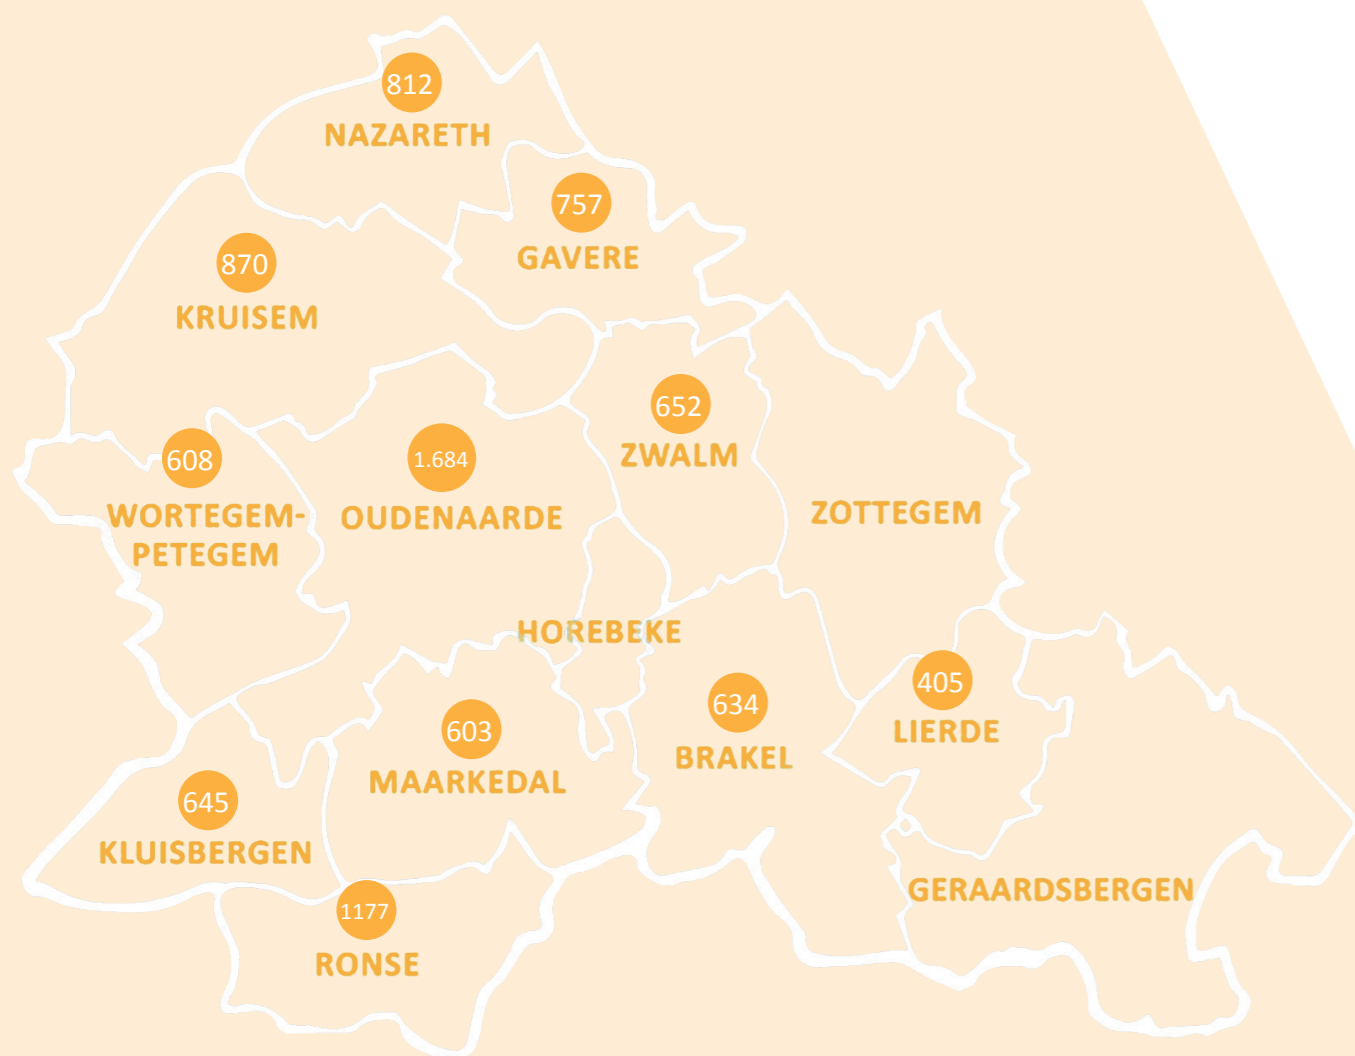 812
NAZARETH
757
GAVERE
870
KRUISEM
652
ZWALM
608
WORTEGEM-
PETEGEM
1.684
OUDENAARDE
ZOTTEGEM
HOREBEKE
405
LIERDE
634
BRAKEL
603
MAARKEDAL
645
KLUISBERGEN
GERAARDSBERGEN
1177
RONSE